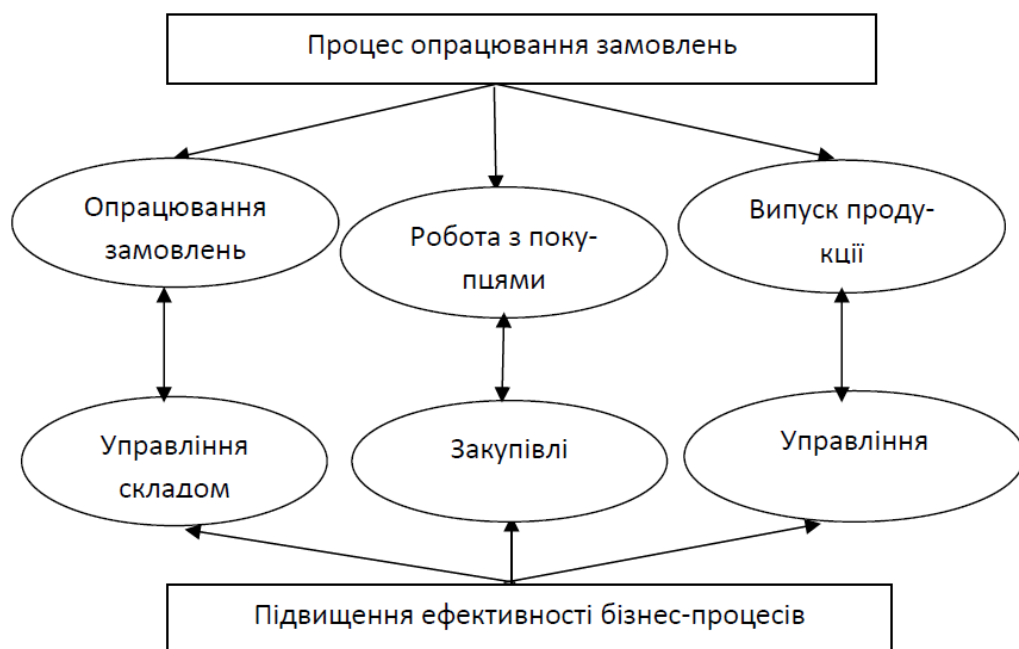 Процес опрацювання замовлень
Опрацювання
замовлень
Робота з поку-
пцями
Випуск проду-
кції
Управління
складом
Закупівлі
Управління
Підвищення ефективності бізнес-процесів